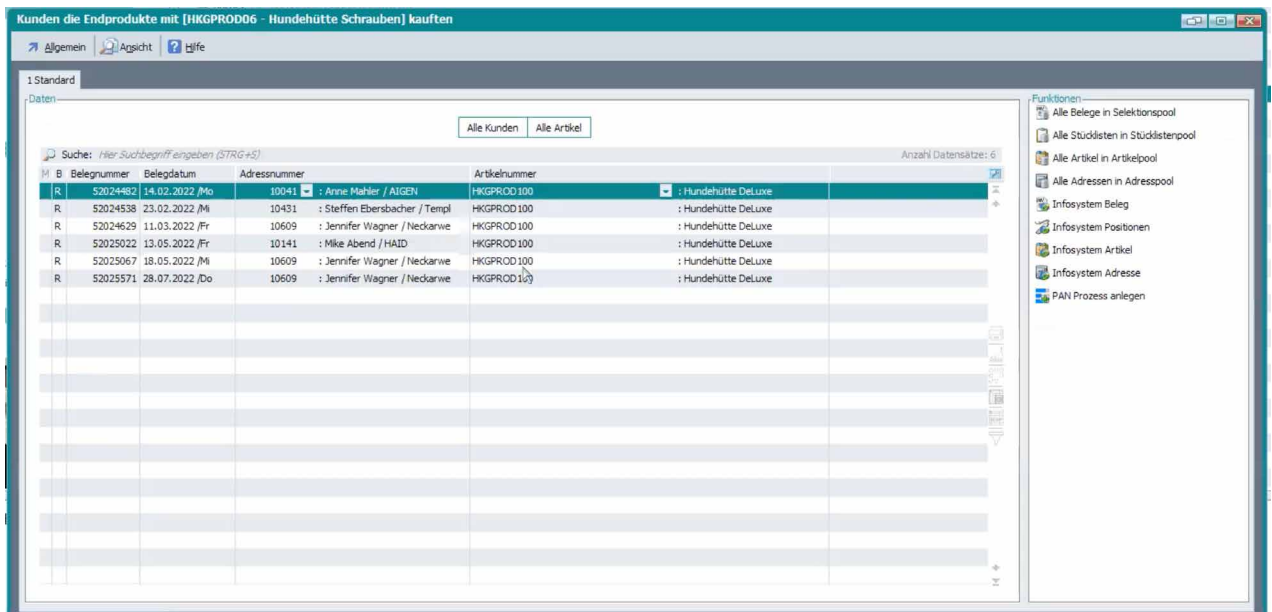 Kunden die Endprodukte mit [HKGPROD06 - Hundehütte Schrauben] kauften
Allgemein Ansicht Hilfe
1 Standard
Daten
Alle Kunden Alle Artikel
Suche: Hier Suchbegriff eingeben (STRG+S) Anzahl Datensätze: 6
M B Belegnummer Belegdatum Adressnummer Artikelnummer
R 52024482 14.02.2022 /Mo 10041 : Anne Mahler / AIGEN HKGPROD100 : Hundehütte DeLuxe
R 52024538 23.02.2022 /Mi 10431 : Steffen Ebersbacher / Templ HKGPROD100 : Hundehütte DeLuxe
R 52024629 11.03.2022 /Fr 10609 : Jennifer Wagner / Neckarwe HKGPROD100 : Hundehütte DeLuxe
R 52025022 13.05.2022 /Fr 10141 : Mike Abend / HAID HKGPROD100 : Hundehütte DeLuxe
R 52025067 18.05.2022 /Mi 10609 : Jennifer Wagner / Neckarwe HKGPROD100 : Hundehütte DeLuxe
R 52025571 28.07.2022 /Do 10609 : Jennifer Wagner / Neckarwe HKGPROD100 : Hundehütte DeLuxe
Funktionen
Alle Belege in Selektionspool
Alle Stücklisten in Stücklistenpool
Alle Artikel in Artikelpool
Alle Adressen in Adresspool
Infosystem Beleg
Infosystem Positionen
Infosystem Artikel
Infosystem Adresse
PAN Prozess anlegen